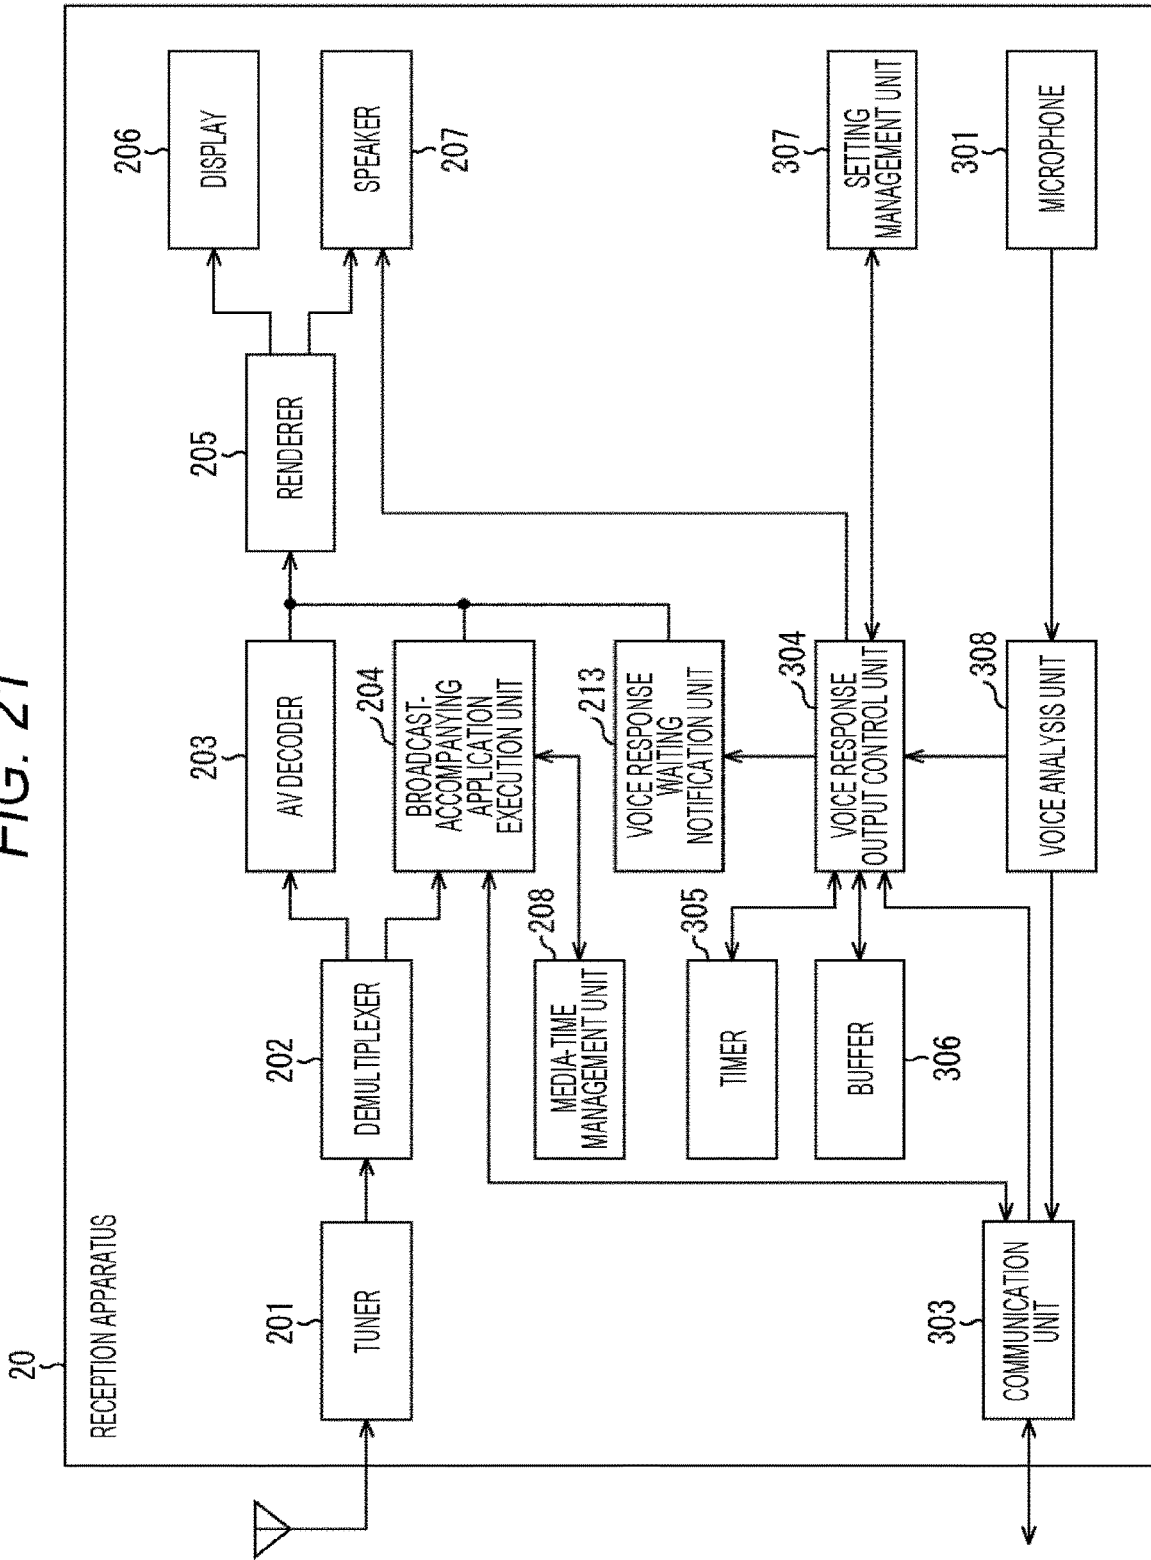 FIG. 21
20
RECEPTION APPARATUS
201
TUNER
202
DEMULTIPLEXER
203
AV DECODER
204
BROADCAST-
ACCOMPANYING
APPLICATION
EXECUTION UNIT
205
RENDERER
206
DISPLAY
SPEAKER
207
208
MEDIA-TIME
MANAGEMENT UNIT
213
VOICE RESPONSE
WAITING
NOTIFICATION UNIT
305
TIMER
BUFFER
306
304
VOICE RESPONSE
OUTPUT CONTROL UNIT
307
SETTING
MANAGEMENT UNIT
303
COMMUNICATION
UNIT
308
VOICE ANALYSIS UNIT
301
MICROPHONE